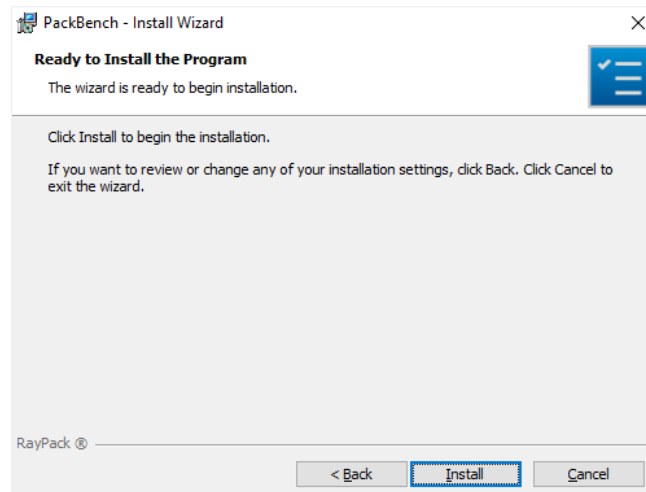 PackBench - Install Wizard
Ready to Install the Program
The wizard is ready to begin installation.
Click Install to begin the installation.
If you want to review or change any of your installation settings, click Back. Click Cancel to
exit the wizard.
RayPack ®
< Back Install Cancel